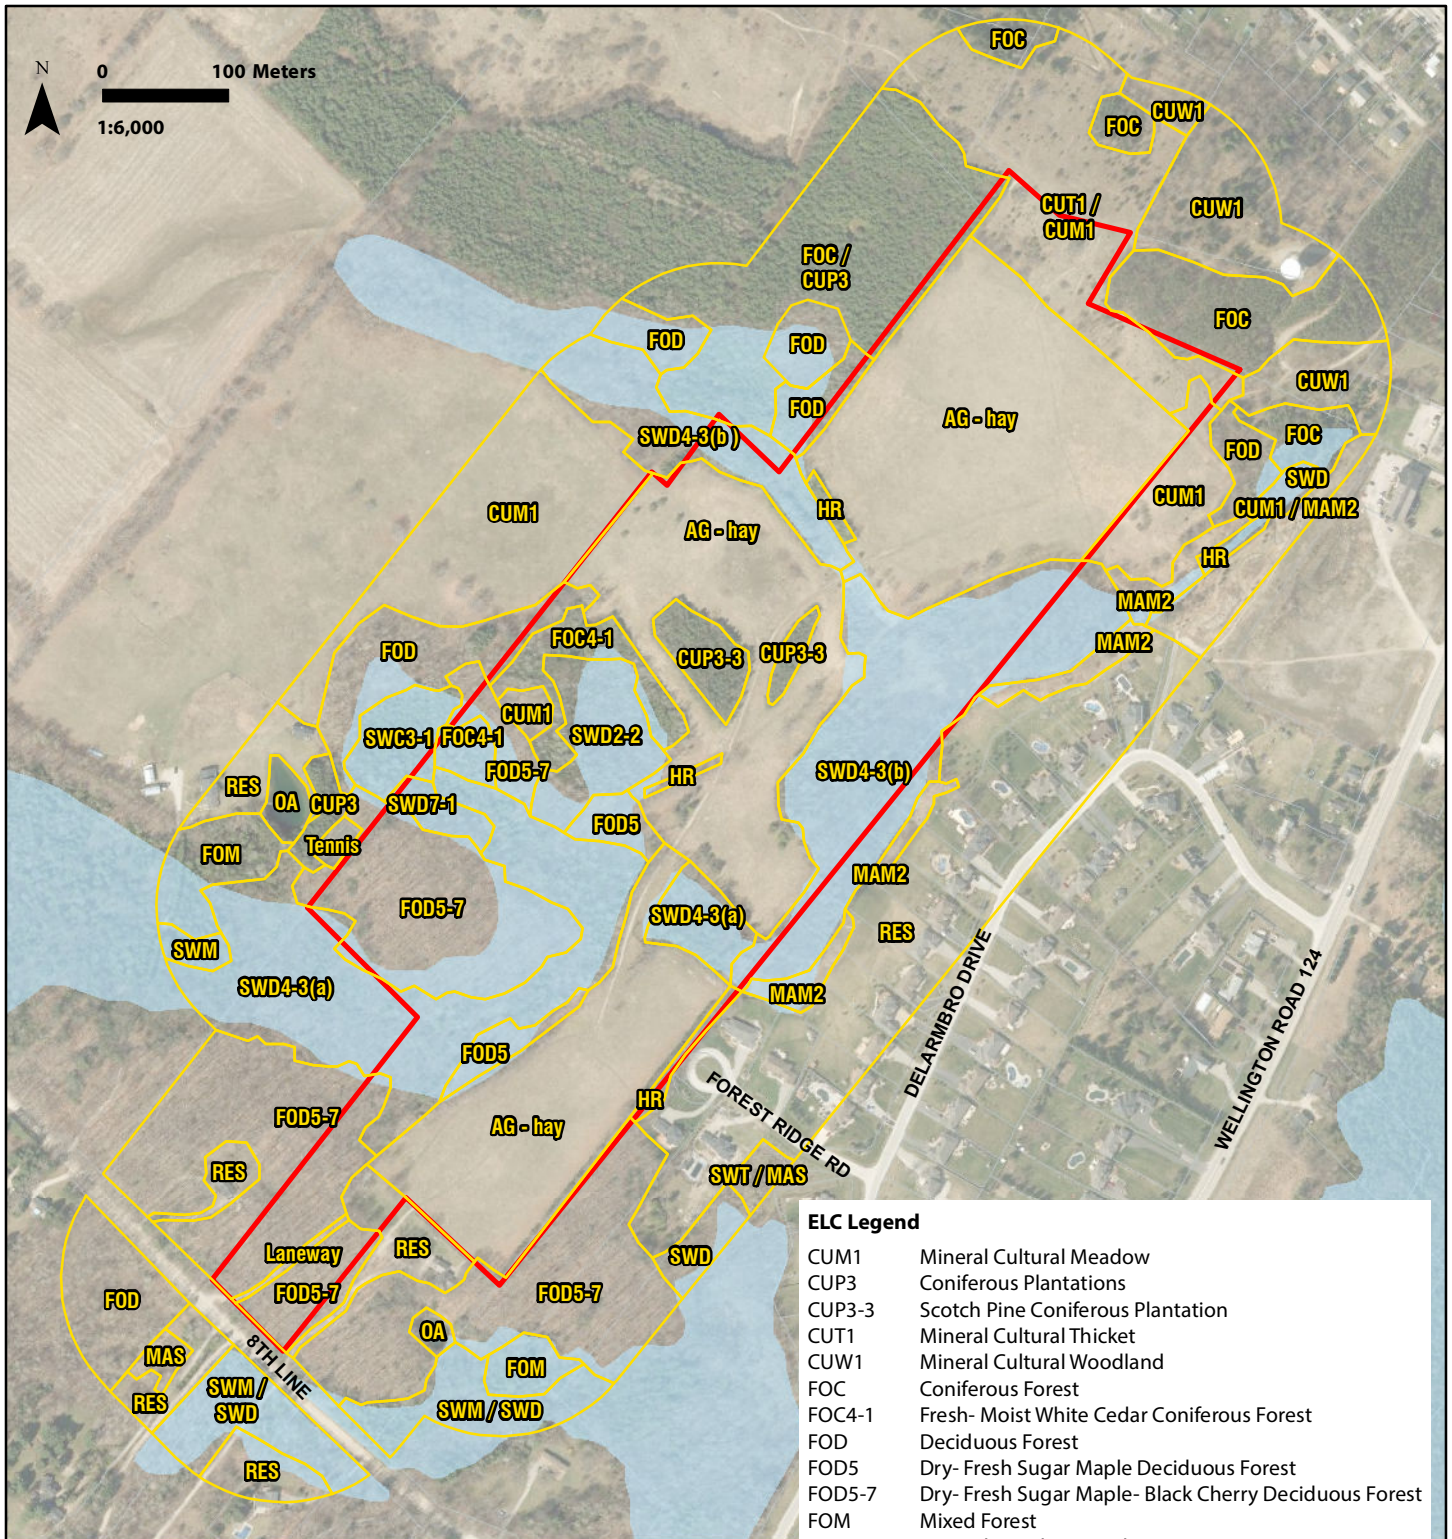 N
0 100 Meters
1:6,000
FOC
CUW1
FOC
CUT1 /
CUM1
CUW1
FOC /
CUP3
FOC
FOD
FOD
CUW1
FOD
AG - hay
SWD4-3(b )
FOC
FOD
SWD
CUM1
CUM1 / MAM2
CUM1
HR
AG - hay
HR
MAM2
FOC4-1
MAM2
FOD
CUP3-3
CUP3-3
CUM1
SWC3-1
FOC4-1
SWD2-2
FOD5-7
HR
SWD4-3(b)
RES
OA
CUP3
SWD7-1
FOD5
Tennis
FOM
MAM2
FOD5-7
SWD4-3(a)
RES
SWM
SWD4-3(a)
MAM2
DELARMBRO DRIVE
WELLINGTON ROAD 124
FOD5
HR
FOREST RIDGE RD
FOD5-7
AG - hay
RES
SWT / MAS
Laneway
RES
SWD
FOD5-7
FOD5-7
FOD
OA
8TH LINE
MAS
FOM
RES
SWM /
SWD
SWM / SWD
RES
ELC Legend
CUM1 Mineral Cultural Meadow
CUP3 Coniferous Plantations
CUP3-3 Scotch Pine Coniferous Plantation
CUT1 Mineral Cultural Thicket
CUW1 Mineral Cultural Woodland
FOC Coniferous Forest
FOC4-1 Fresh- Moist White Cedar Coniferous Forest
FOD Deciduous Forest
FOD5 Dry- Fresh Sugar Maple Deciduous Forest
FOD5-7 Dry- Fresh Sugar Maple- Black Cherry Deciduous Forest
FOM Mixed Forest